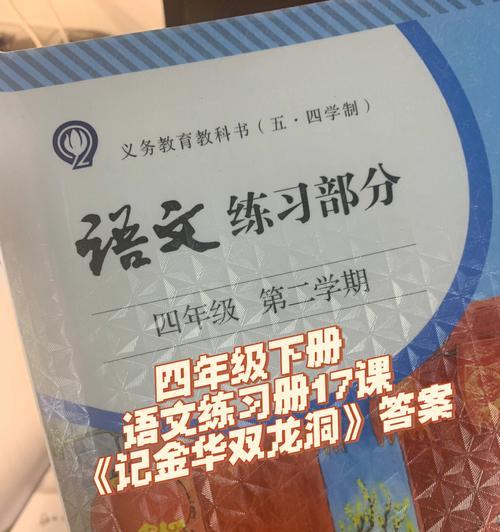 义务教育教科书（五·四学制）
语文 练习部分
四年级 第二学期
四年级下册
语文练习册17课
《记金华双龙洞》答案